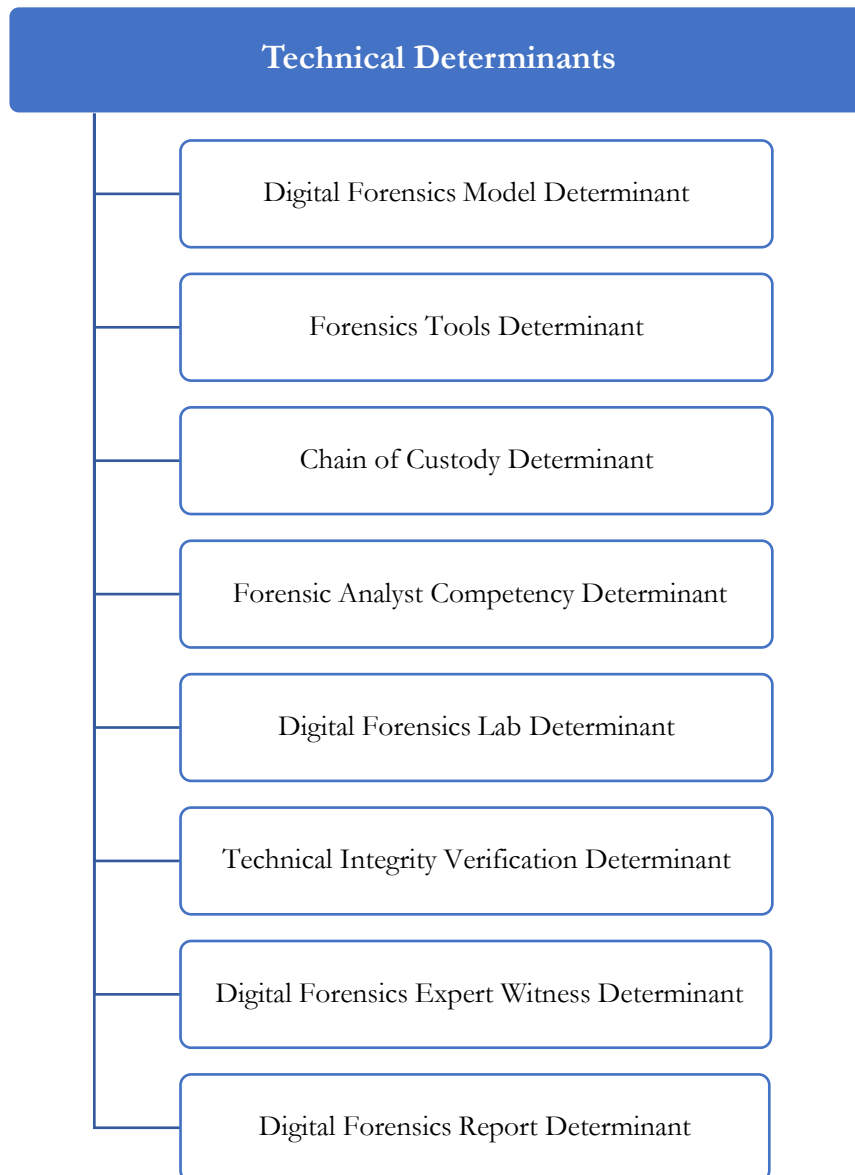 Technical Determinants
Digital Forensics Model Determinant
Forensics Tools Determinant
Chain of Custody Determinant
Forensic Analyst Competency Determinant
Digital Forensics Lab Determinant
Technical Integrity Verification Determinant
Digital Forensics Expert Witness Determinant
Digital Forensics Report Determinant